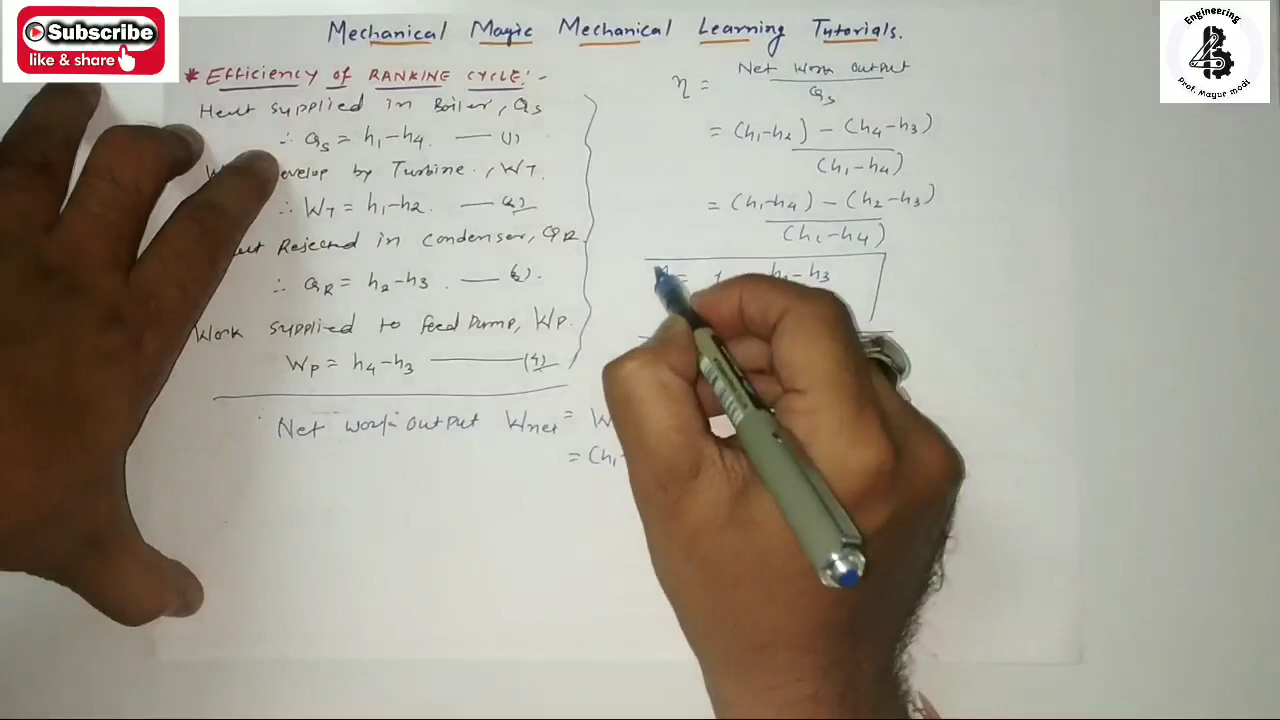 Subscribe
like & share
Engineering
Prof. Mayur modi
Mechanical Magic Mechanical Learning Tutorials.
* EFFiciency of RANKINE CYCLE:-
Heat supplied in Boiler, Qs
∴ Qs = h1-h4. — (1)
develop by Turbine, WT.
∴ WT = h1-h2. — (2)
Rejected in condenser, QR
∴ QR = h2-h3. — (3).
Work supplied to feed Pump, Wp.
Wp = h4-h3 — (4)
Net work output Wnet = W
= (h1-
η = Net work output / Qs
= (h1-h2) - (h4-h3) / (h1-h4)
= (h1-h4) - (h2-h3) / (h1-h4)
= 1 h2-h3